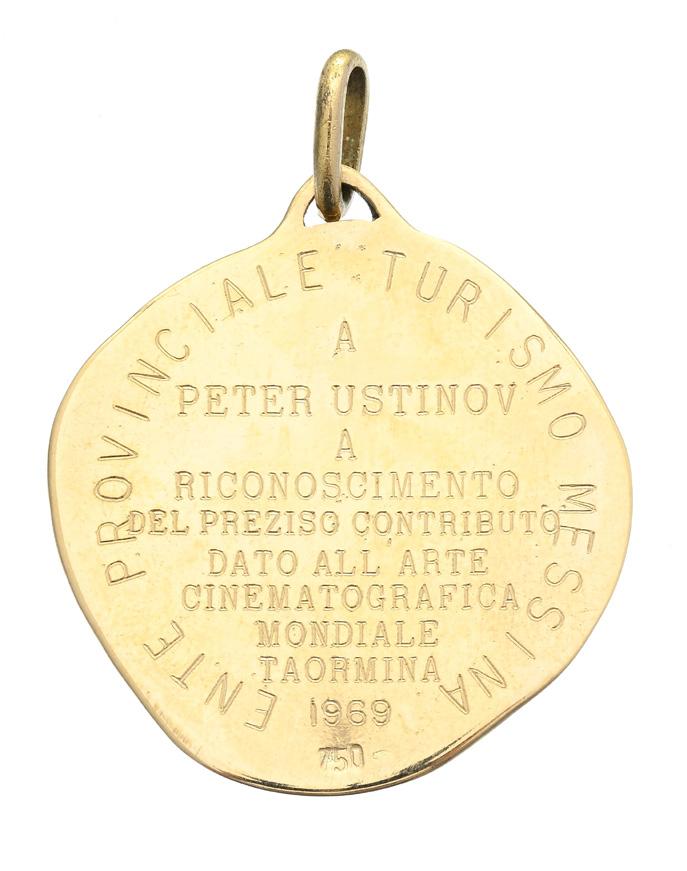 ENTE PROVINCIALE TURISMO MESSINA
A
PETER USTINOV
A
RICONOSCIMENTO
DEL PREZISO CONTRIBUTO
DATO ALL ARTE
CINEMATOGRAFICA
MONDIALE
TAORMINA
1969
750